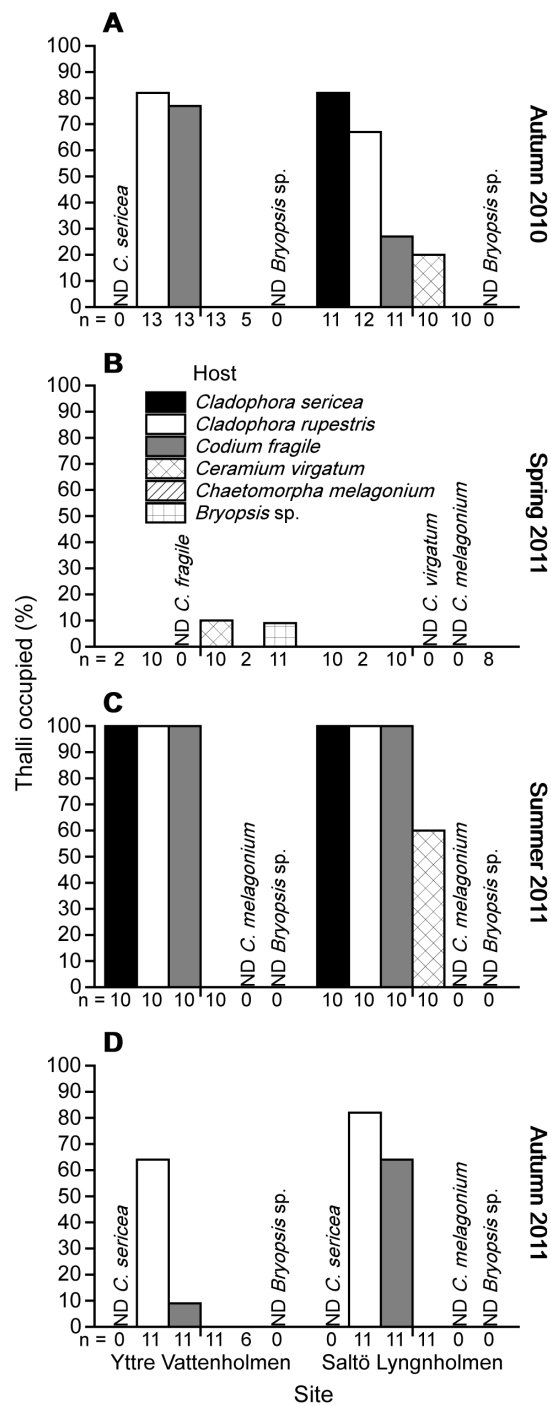 A
100
90
80
70
60
50
40
30
20
10
0
ND C. sericea
ND Bryopsis sp.
ND Bryopsis sp.
n = 0 13 13 13 5 0 11 12 11 10 10 0
Autumn 2010
B
100
90
80
70
60
50
40
30
20
10
0
Host
Cladophora sericea
Cladophora rupestris
Codium fragile
Ceramium virgatum
Chaetomorpha melagonium
Bryopsis sp.
ND C. fragile
ND C. virgatum
ND C. melagonium
n = 2 10 0 10 2 11 10 2 10 0 0 8
Spring 2011
Thalli occupied (%)
C
100
90
80
70
60
50
40
30
20
10
0
ND C. melagonium
ND Bryopsis sp.
ND C. melagonium
ND Bryopsis sp.
n = 10 10 10 10 0 0 10 10 10 10 0 0
Summer 2011
D
100
90
80
70
60
50
40
30
20
10
0
ND C. sericea
ND Bryopsis sp.
ND C. sericea
ND C. melagonium
ND Bryopsis sp.
n = 0 11 11 11 6 0 0 11 11 11 0 0
Autumn 2011
Yttre Vattenholmen Saltö Lyngnholmen
Site